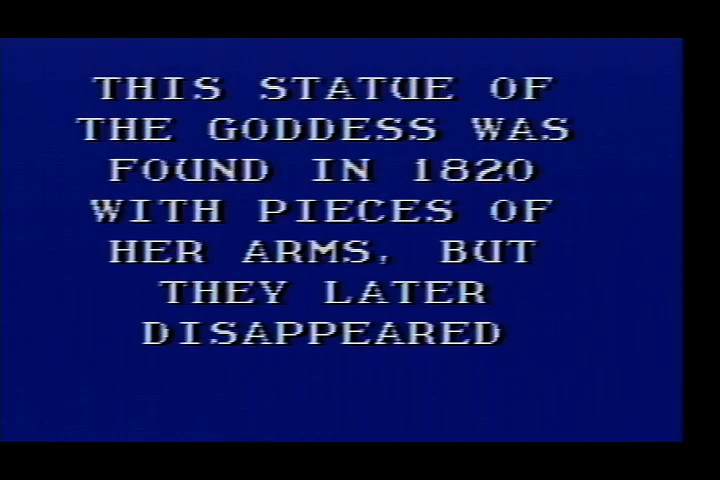 THIS STATUE OF
THE GODDESS WAS
FOUND IN 1820
WITH PIECES OF
HER ARMS, BUT
THEY LATER
DISAPPEARED